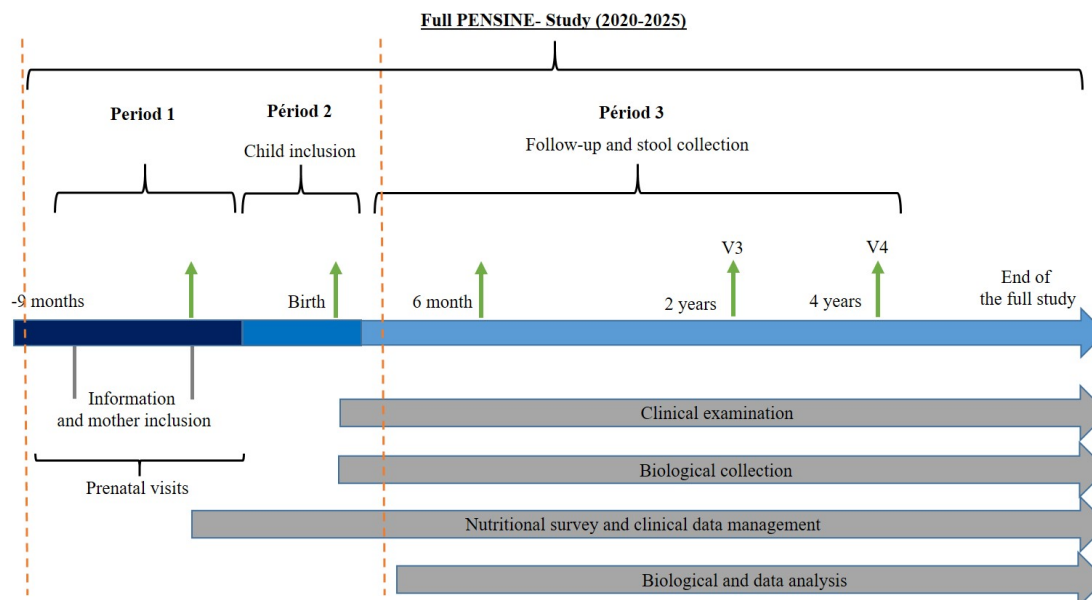 Full PENSINE- Study (2020-2025)
Period 1
Périod 2
Child inclusion
Périod 3
Follow-up and stool collection
-9 months
Birth
6 month
2 years
V3
4 years
V4
End of
the full study
Information
and mother inclusion
Prenatal visits
Clinical examination
Biological collection
Nutritional survey and clinical data management
Biological and data analysis